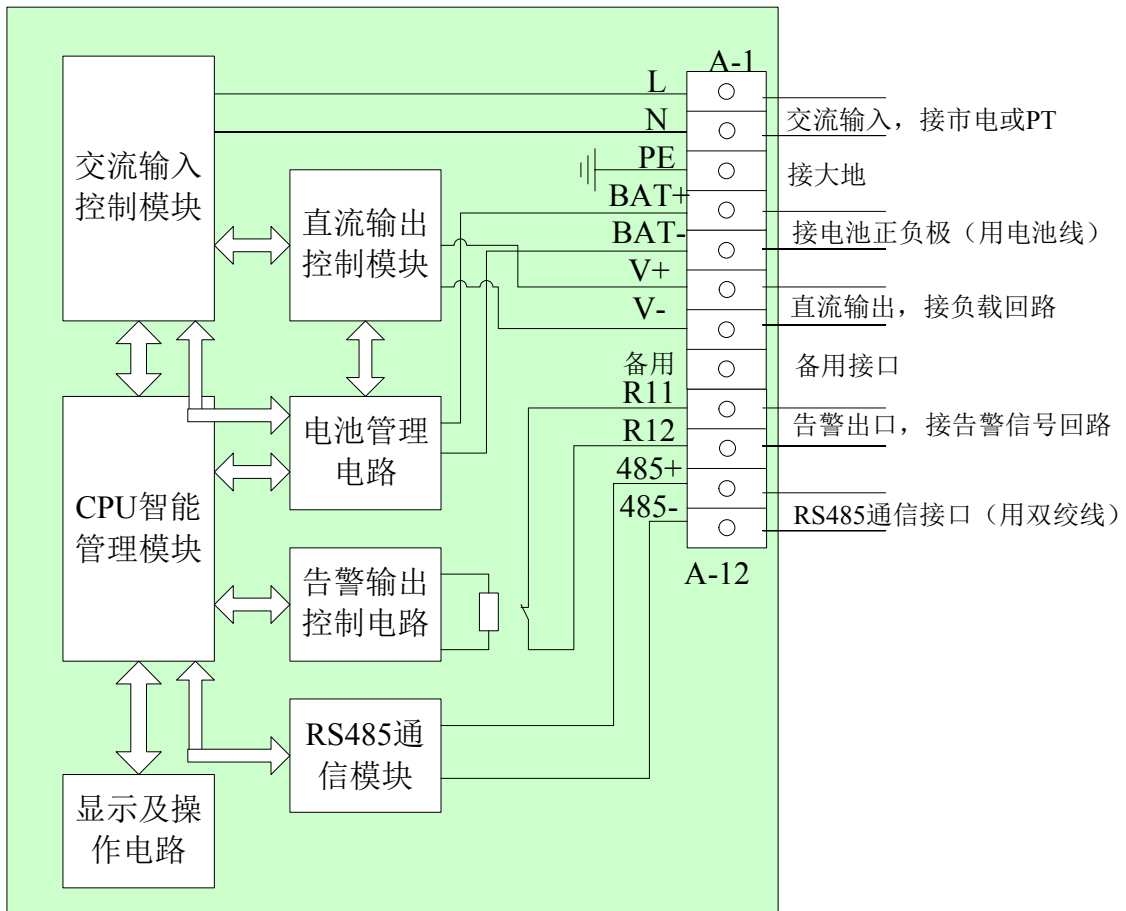 A-1
L
N
PE
BAT+
BAT-
V+
V-
备用
R11
R12
485+
485-
A-12
交流输入，接市电或PT
接大地
接电池正负极（用电池线）
直流输出，接负载回路
备用接口
告警出口，接告警信号回路
RS485通信接口（用双绞线）
交流输入
控制模块
直流输出
控制模块
电池管理
电路
CPU智能
管理模块
告警输出
控制电路
RS485通
信模块
显示及操
作电路